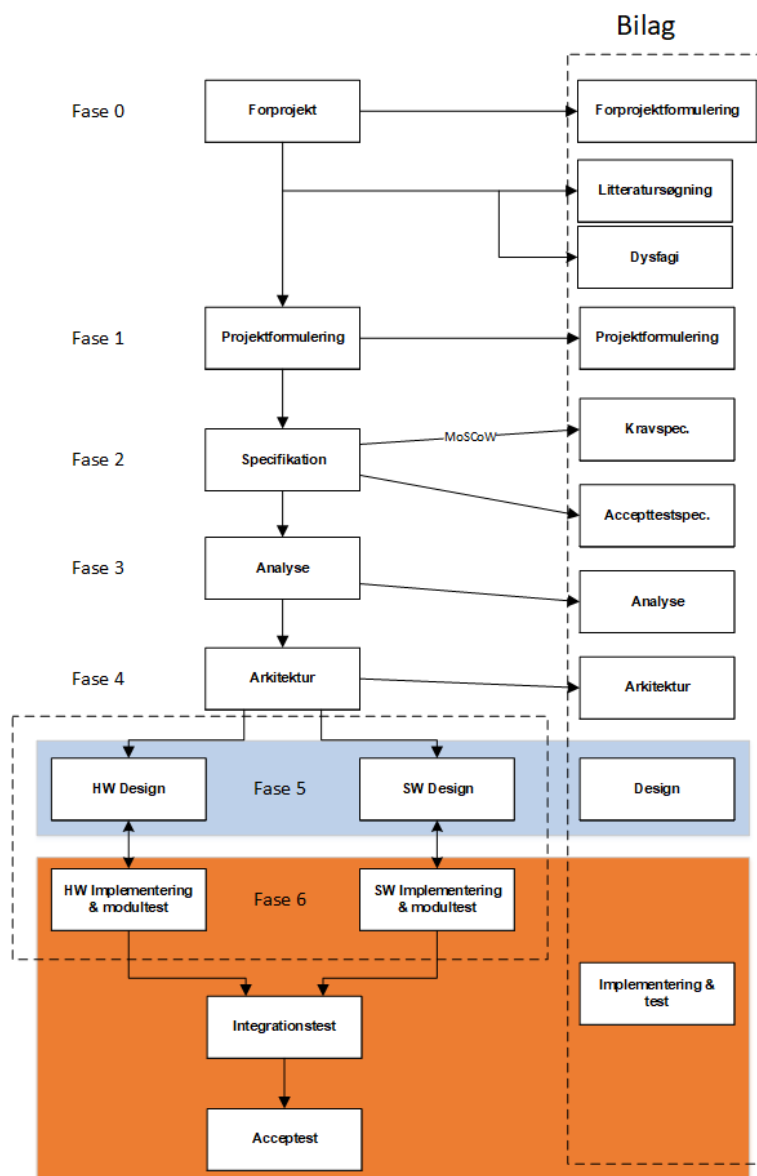 Bilag
Fase 0
Forprojekt
Forprojektformulering
Litteratursøgning
Dysfagi
Fase 1
Projektformulering
Projektformulering
Fase 2
Specifikation
MoSCoW
Kravspec.
Accepttestspec.
Fase 3
Analyse
Analyse
Fase 4
Arkitektur
Arkitektur
HW Design
Fase 5
SW Design
Design
HW Implementering
& modultest
Fase 6
SW Implementering
& modultest
Implementering &
test
Integrationstest
Acceptest